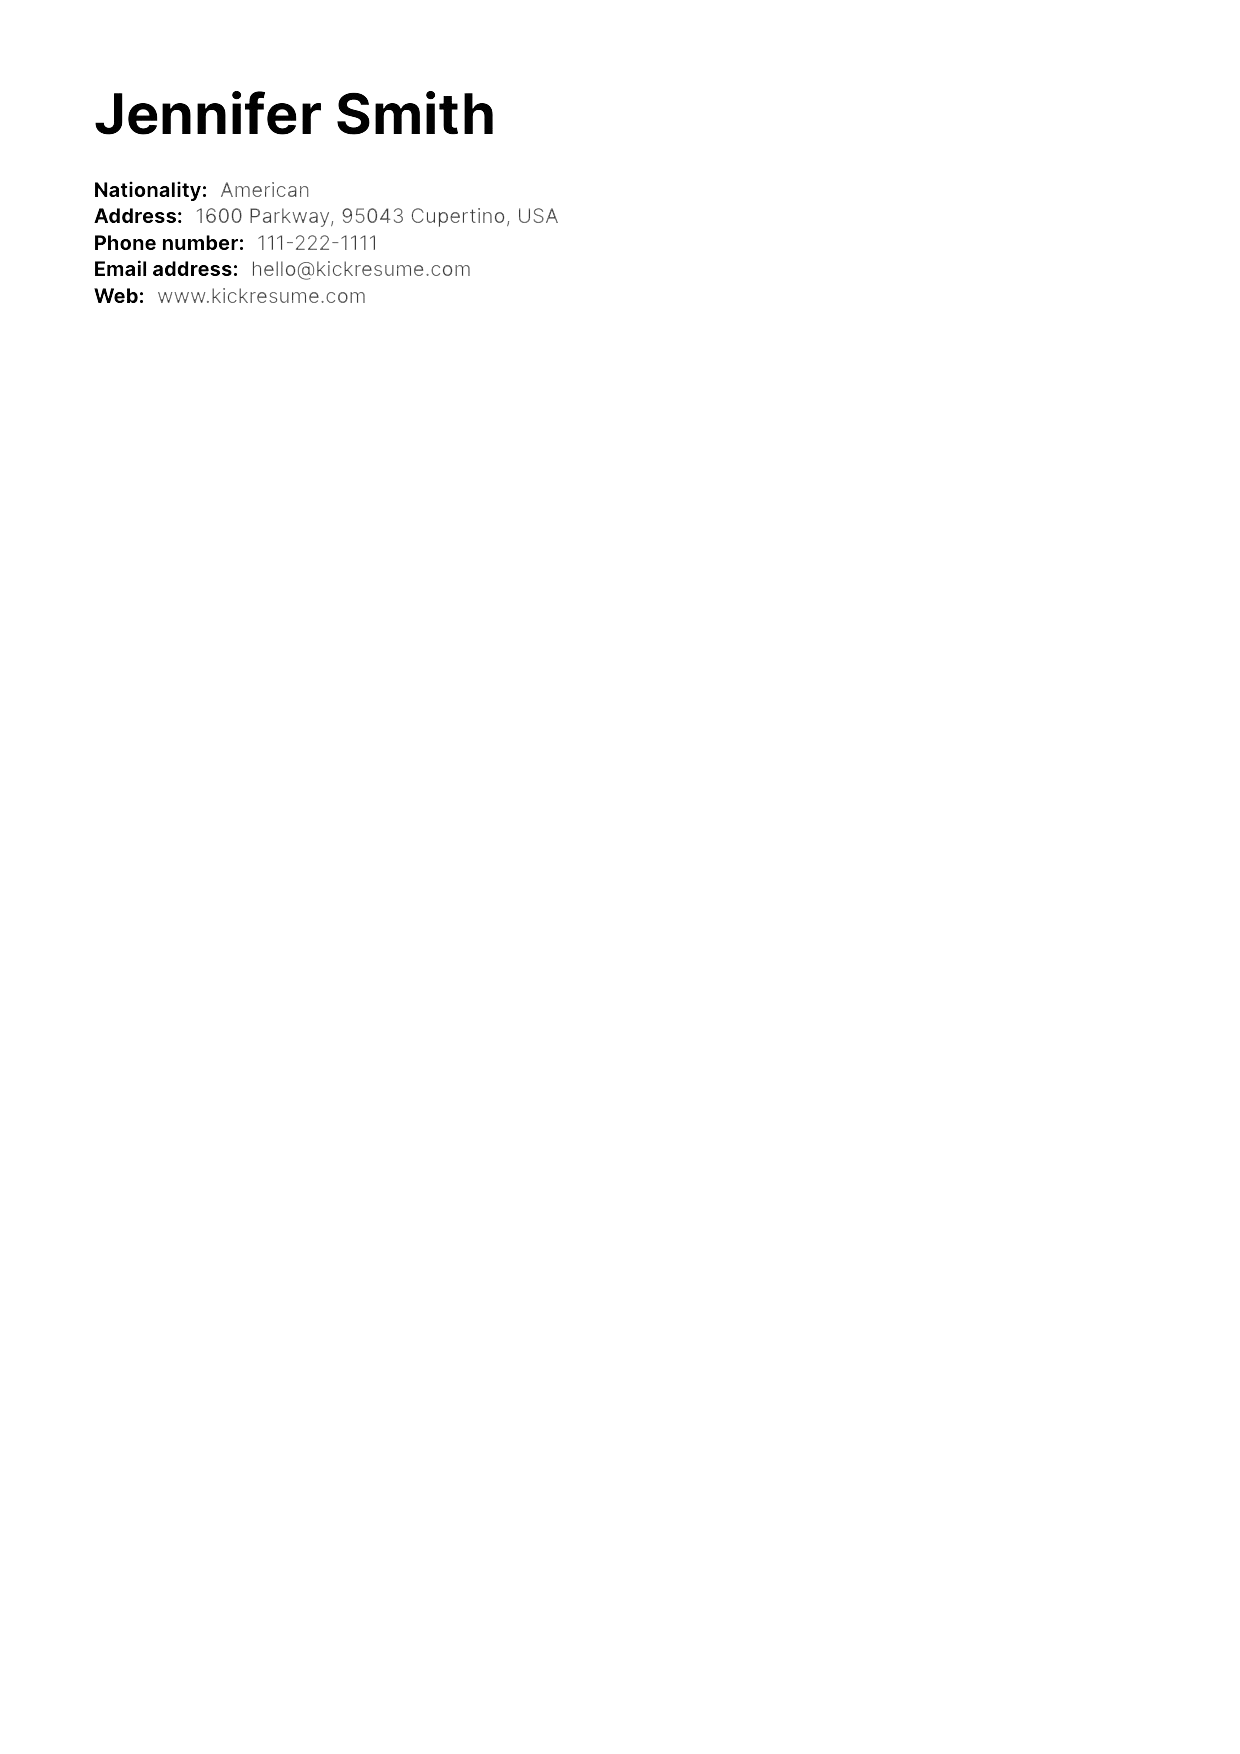 Jennifer Smith
Nationality: American
Address: 1600 Parkway, 95043 Cupertino, USA
Phone number: 111-222-1111
Email address: hello@kickresume.com
Web: www.kickresume.com